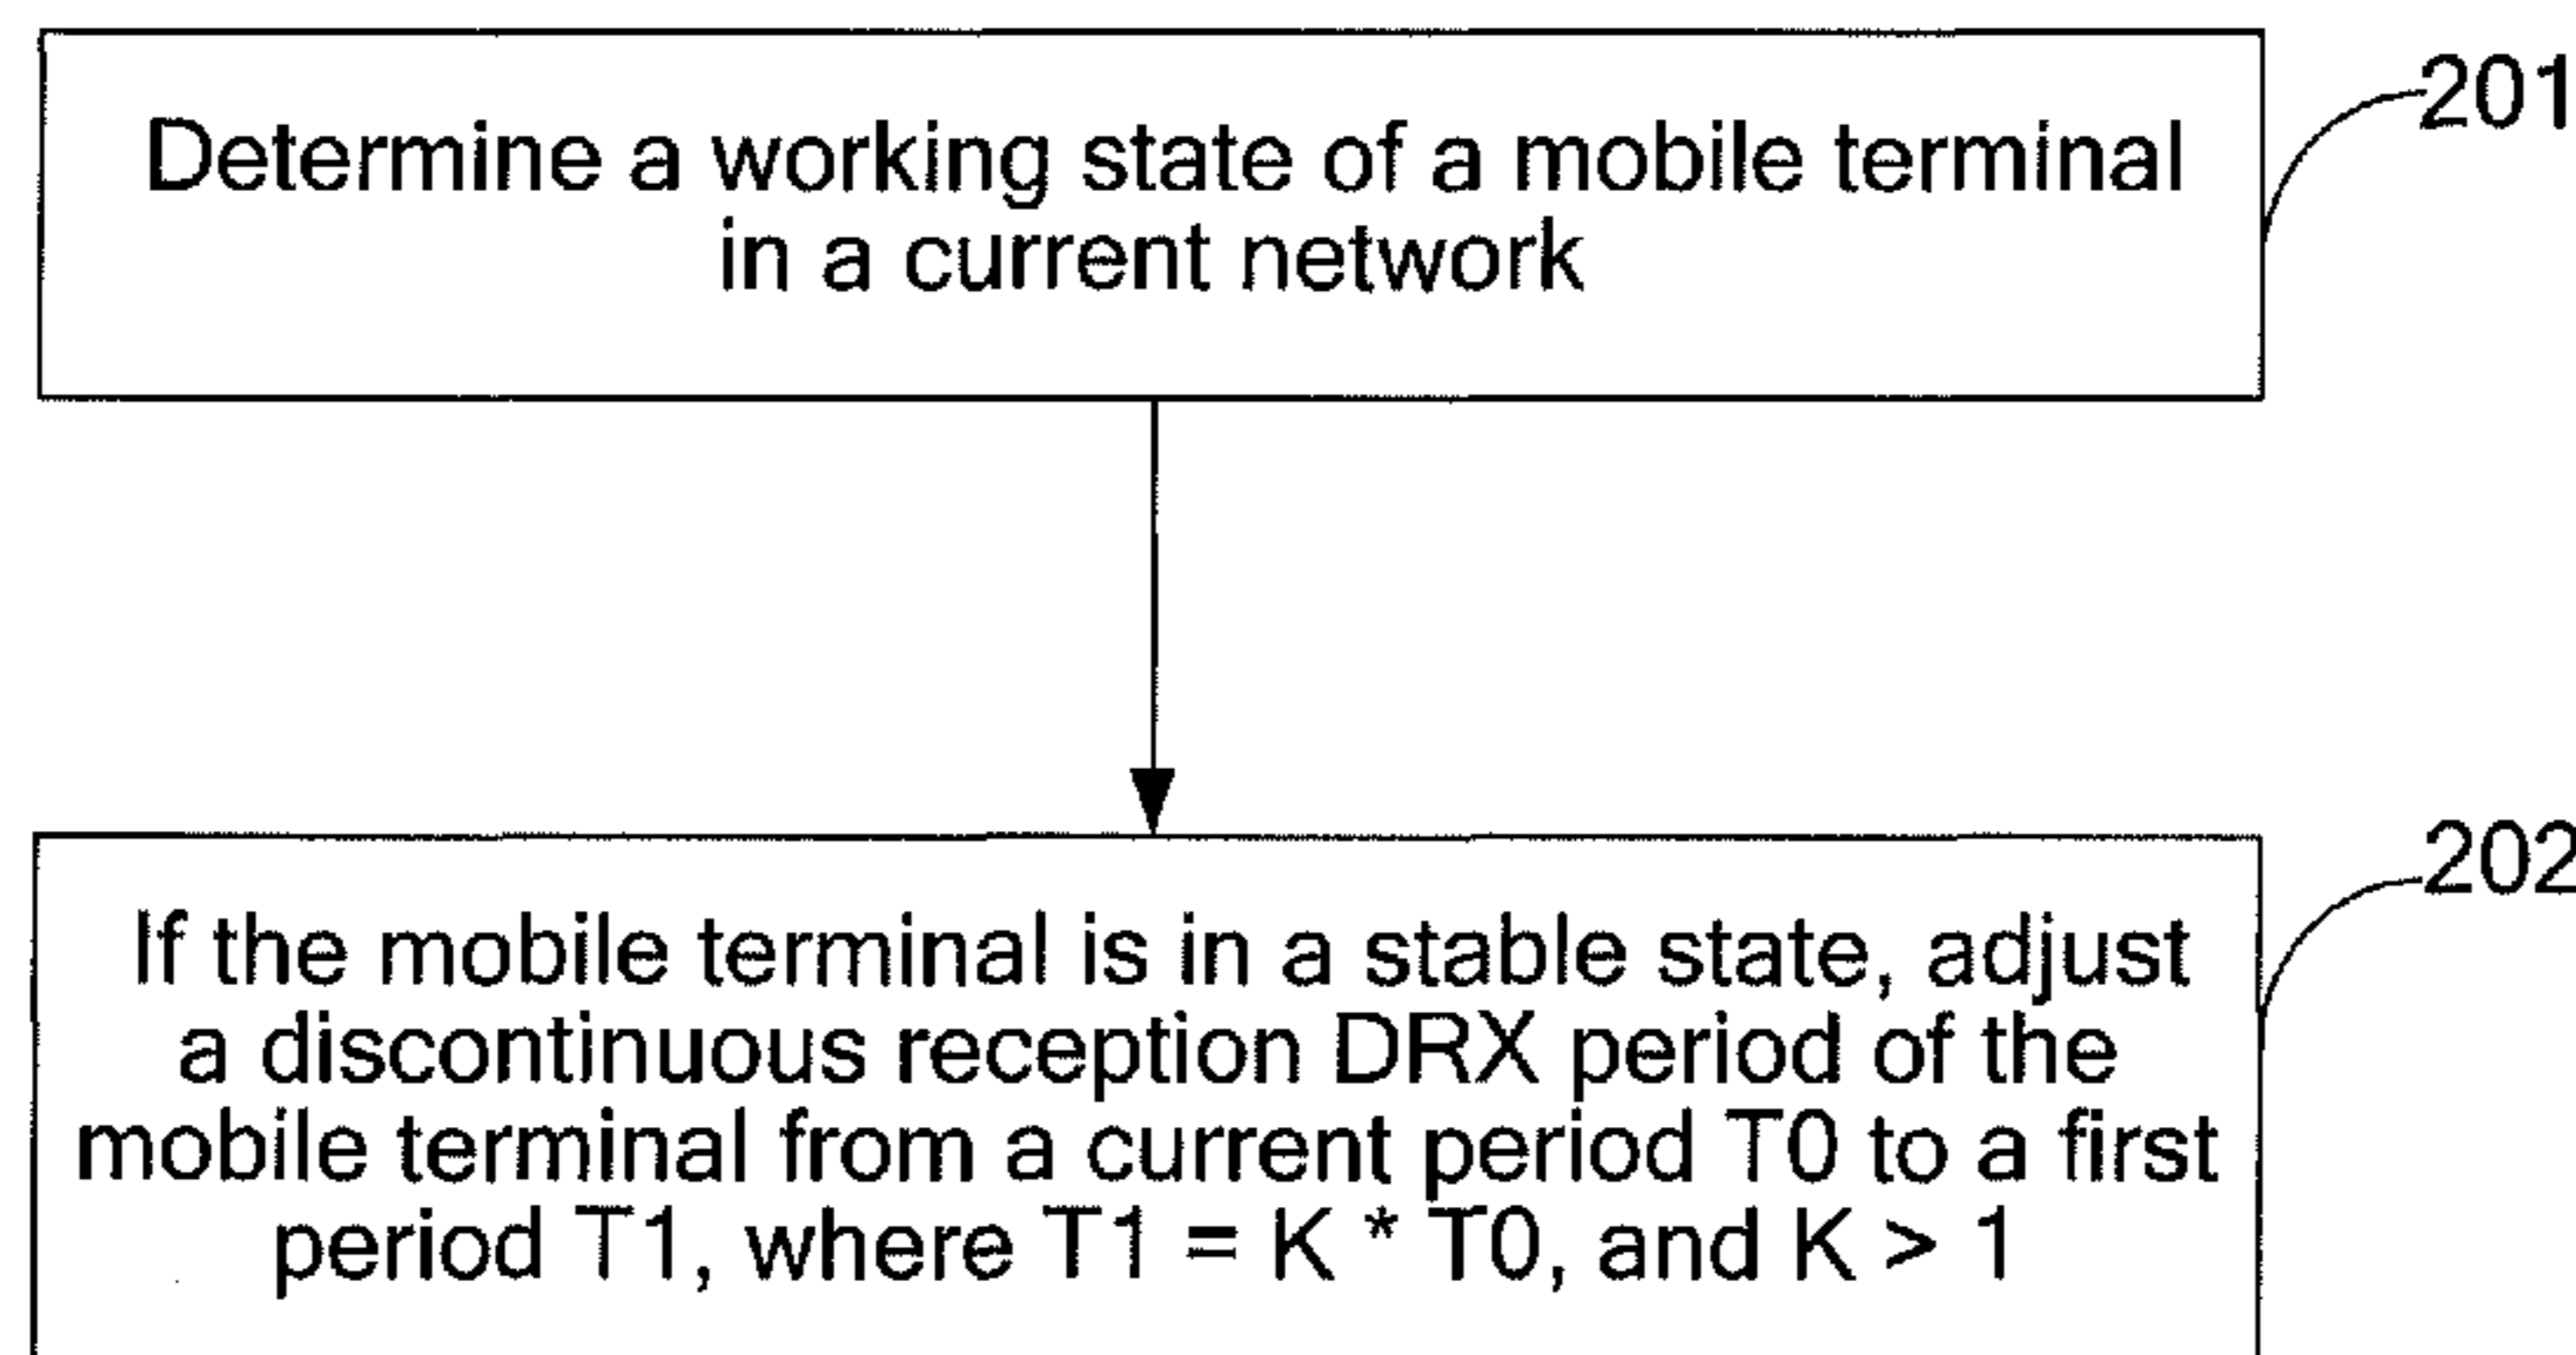 201
Determine a working state of a mobile terminal
in a current network
202
If the mobile terminal is in a stable state, adjust
a discontinuous reception DRX period of the
mobile terminal from a current period T0 to a first
period T1, where T1 = K * T0, and K > 1